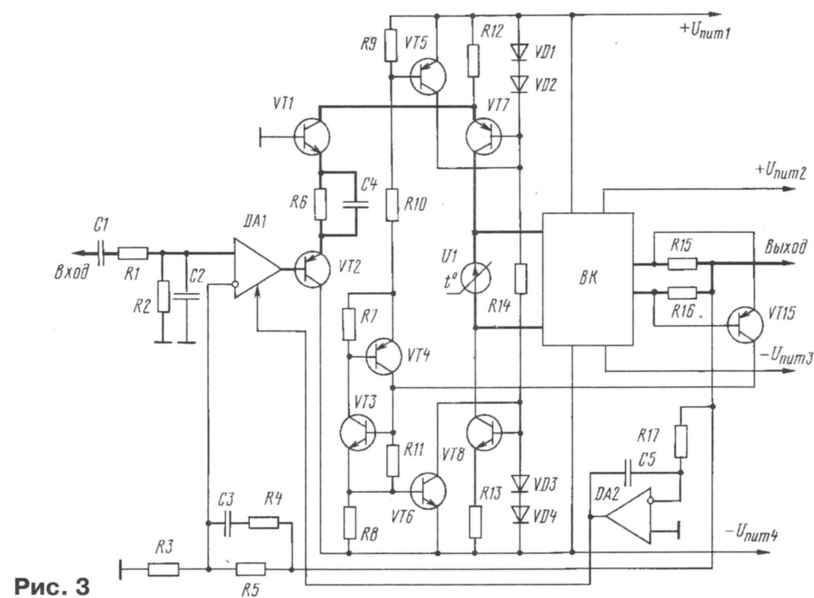 R9
VT5
R12
VD1
VD2
+Uпит1
VT1
VT7
R6
C4
R10
+Uпит2
C1
R1
DA1
Вход
R2
C2
VT2
U1
t°
R14
ВК
R15
Выход
R16
VT15
−Uпит3
R7
VT4
VT3
R11
VT6
VT8
R13
R8
VD3
VD4
R17
C5
DA2
−Uпит4
C3
R4
R3
R5
Рис. 3